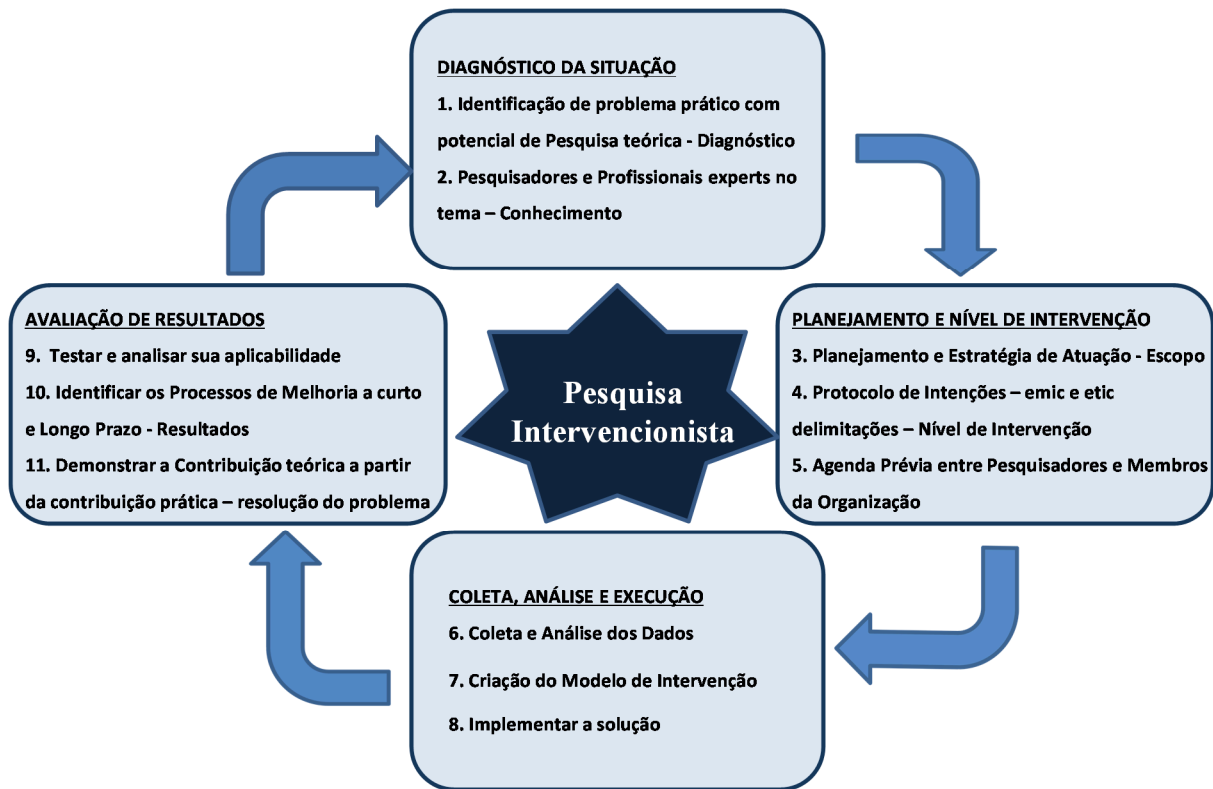 DIAGNÓSTICO DA SITUAÇÃO
1. Identificação de problema prático com
potencial de Pesquisa teórica - Diagnóstico
2. Pesquisadores e Profissionais experts no
tema – Conhecimento
PLANEJAMENTO E NÍVEL DE INTERVENÇÃO
3. Planejamento e Estratégia de Atuação - Escopo
4. Protocolo de Intenções – emic e etic
delimitações – Nível de Intervenção
5. Agenda Prévia entre Pesquisadores e Membros
da Organização
COLETA, ANÁLISE E EXECUÇÃO
6. Coleta e Análise dos Dados
7. Criação do Modelo de Intervenção
8. Implementar a solução
AVALIAÇÃO DE RESULTADOS
9. Testar e analisar sua aplicabilidade
10. Identificar os Processos de Melhoria a curto
e Longo Prazo - Resultados
11. Demonstrar a Contribuição teórica a partir
da contribuição prática – resolução do problema
Pesquisa
Intervencionista